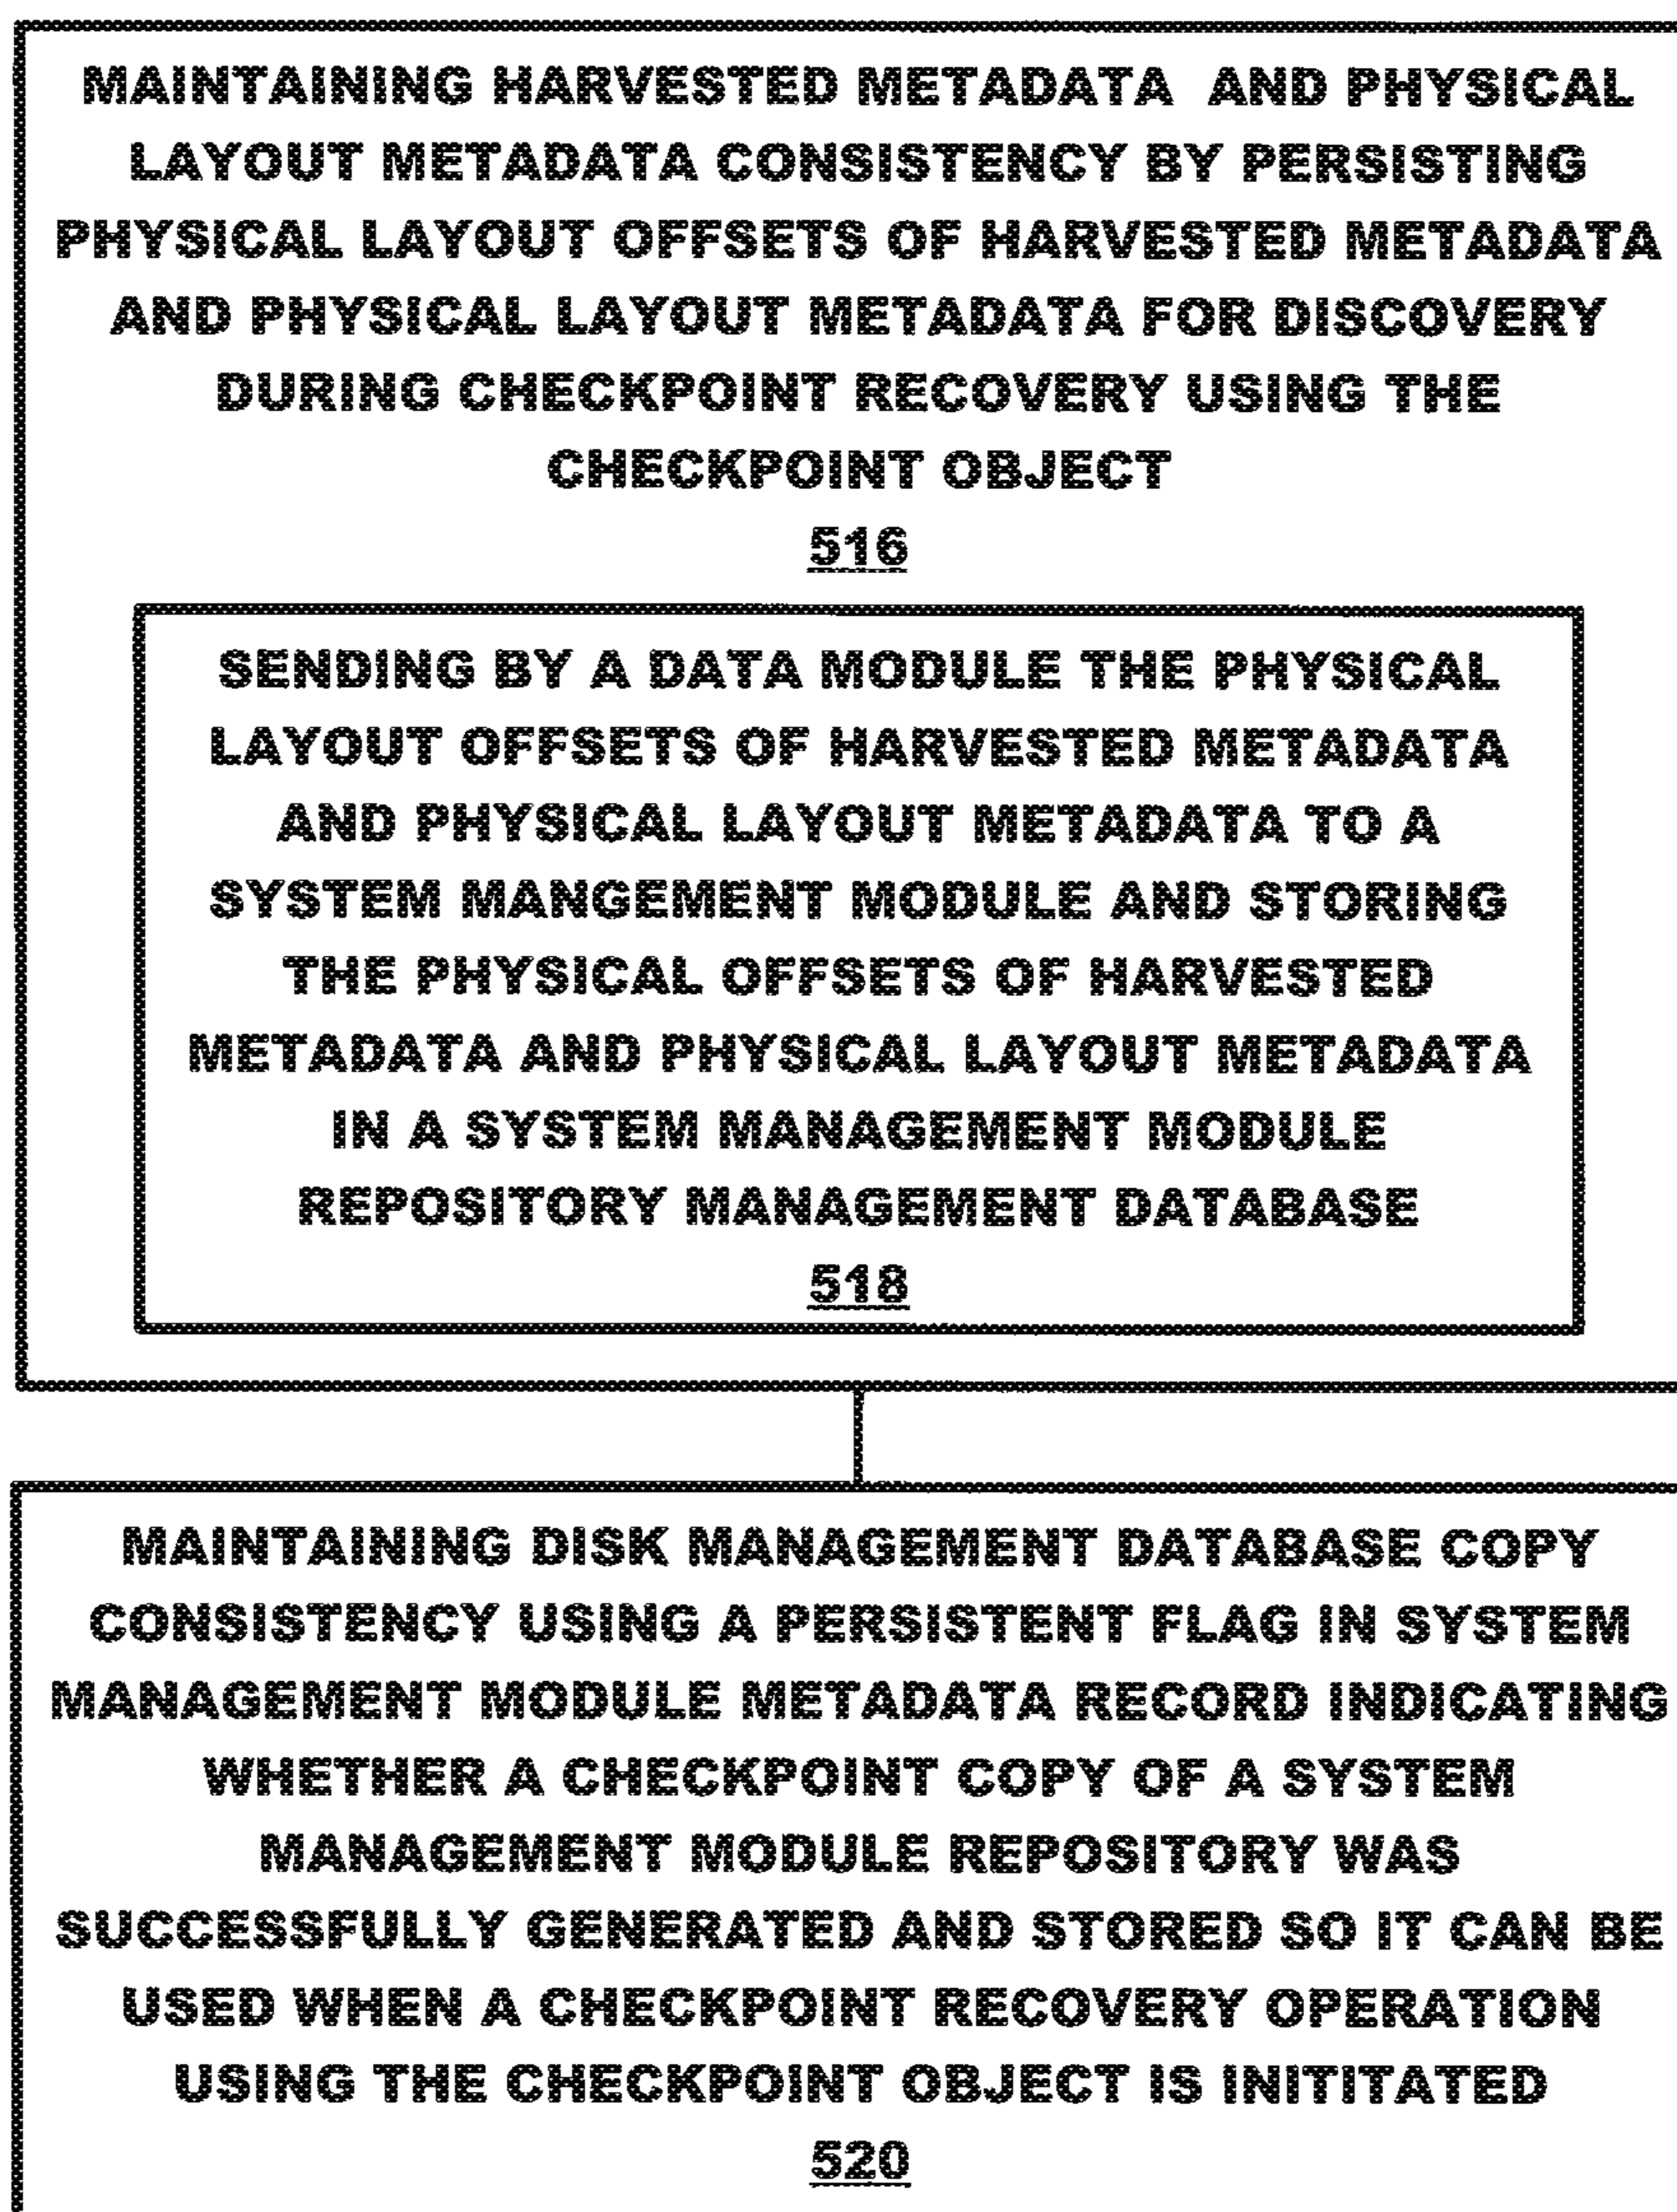 MAINTAINING HARVESTED METADATA AND PHYSICAL
LAYOUT METADATA CONSISTENCY BY PERSISTING
PHYSICAL LAYOUT OFFSETS OF HARVESTED METADATA
AND PHYSICAL LAYOUT METADATA FOR DISCOVERY
DURING CHECKPOINT RECOVERY USING THE
CHECKPOINT OBJECT
516
SENDING BY A DATA MODULE THE PHYSICAL
LAYOUT OFFSETS OF HARVESTED METADATA
AND PHYSICAL LAYOUT METADATA TO A
SYSTEM MANGEMENT MODULE AND STORING
THE PHYSICAL OFFSETS OF HARVESTED
METADATA AND PHYSICAL LAYOUT METADATA
IN A SYSTEM MANAGEMENT MODULE
REPOSITORY MANAGEMENT DATABASE
518
MAINTAINING DISK MANAGEMENT DATABASE COPY
CONSISTENCY USING A PERSISTENT FLAG IN SYSTEM
MANAGEMENT MODULE METADATA RECORD INDICATING
WHETHER A CHECKPOINT COPY OF A SYSTEM
MANAGEMENT MODULE REPOSITORY WAS
SUCCESSFULLY GENERATED AND STORED SO IT CAN BE
USED WHEN A CHECKPOINT RECOVERY OPERATION
USING THE CHECKPOINT OBJECT IS INITITATED
520